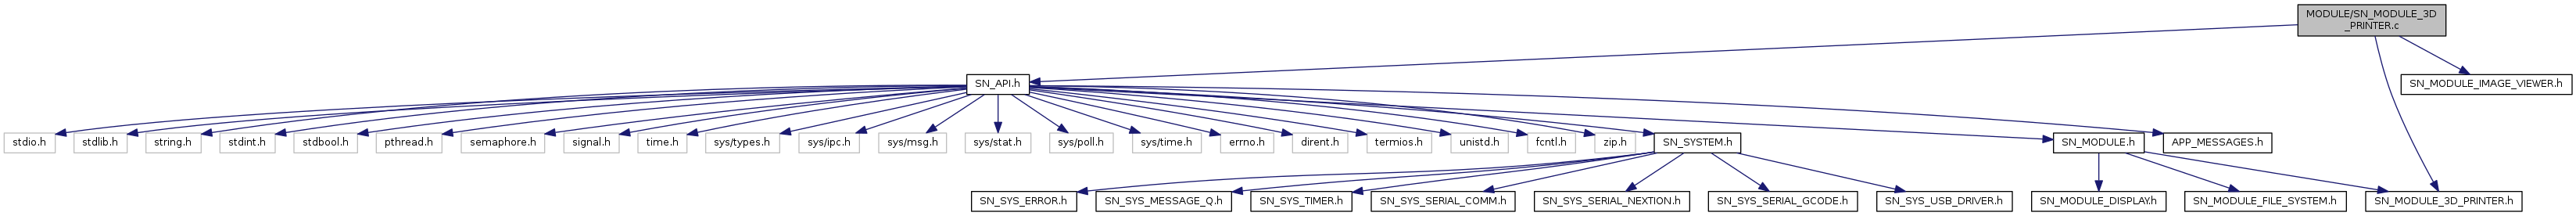 MODULE/SN_MODULE_3D
_PRINTER.c
SN_API.h
SN_MODULE_IMAGE_VIEWER.h
stdio.h
stdlib.h
string.h
stdint.h
stdbool.h
pthread.h
semaphore.h
signal.h
time.h
sys/types.h
sys/ipc.h
sys/msg.h
sys/stat.h
sys/poll.h
sys/time.h
errno.h
dirent.h
termios.h
unistd.h
fcntl.h
zip.h
SN_SYSTEM.h
SN_MODULE.h
APP_MESSAGES.h
SN_SYS_ERROR.h
SN_SYS_MESSAGE_Q.h
SN_SYS_TIMER.h
SN_SYS_SERIAL_COMM.h
SN_SYS_SERIAL_NEXTION.h
SN_SYS_SERIAL_GCODE.h
SN_SYS_USB_DRIVER.h
SN_MODULE_DISPLAY.h
SN_MODULE_FILE_SYSTEM.h
SN_MODULE_3D_PRINTER.h